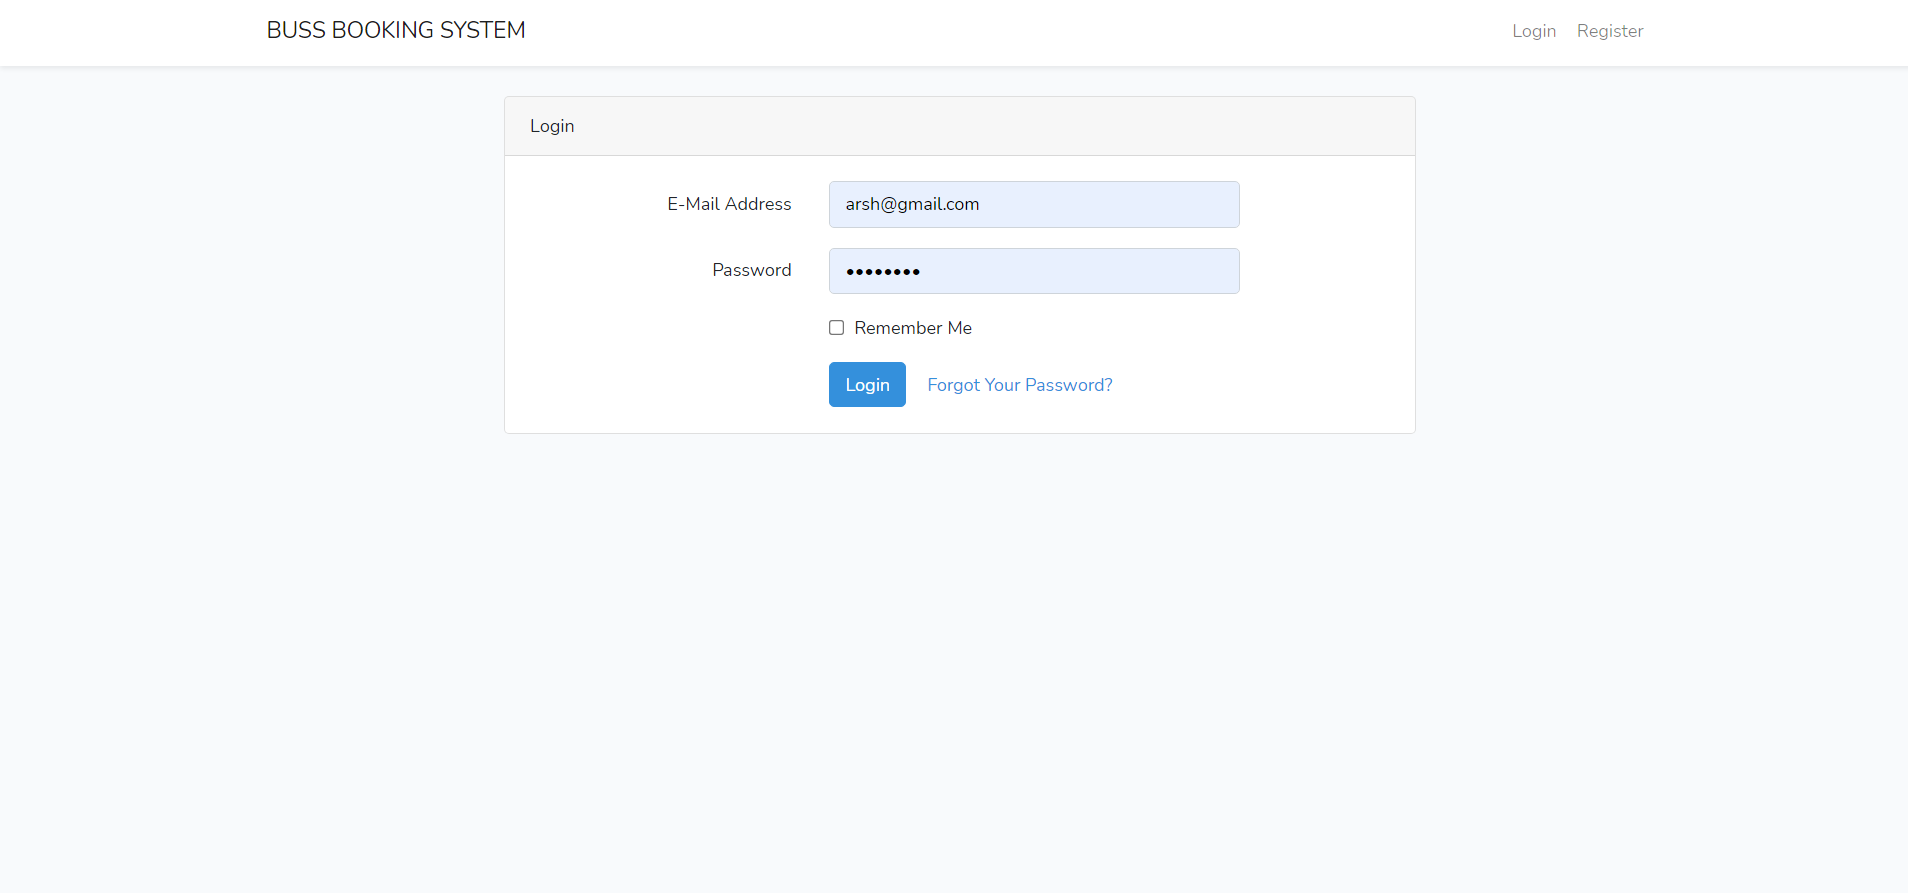 BUSS BOOKING SYSTEM
Login Register
Login
E-Mail Address arsh@gmail.com
Password ••••••••
Remember Me
Login Forgot Your Password?